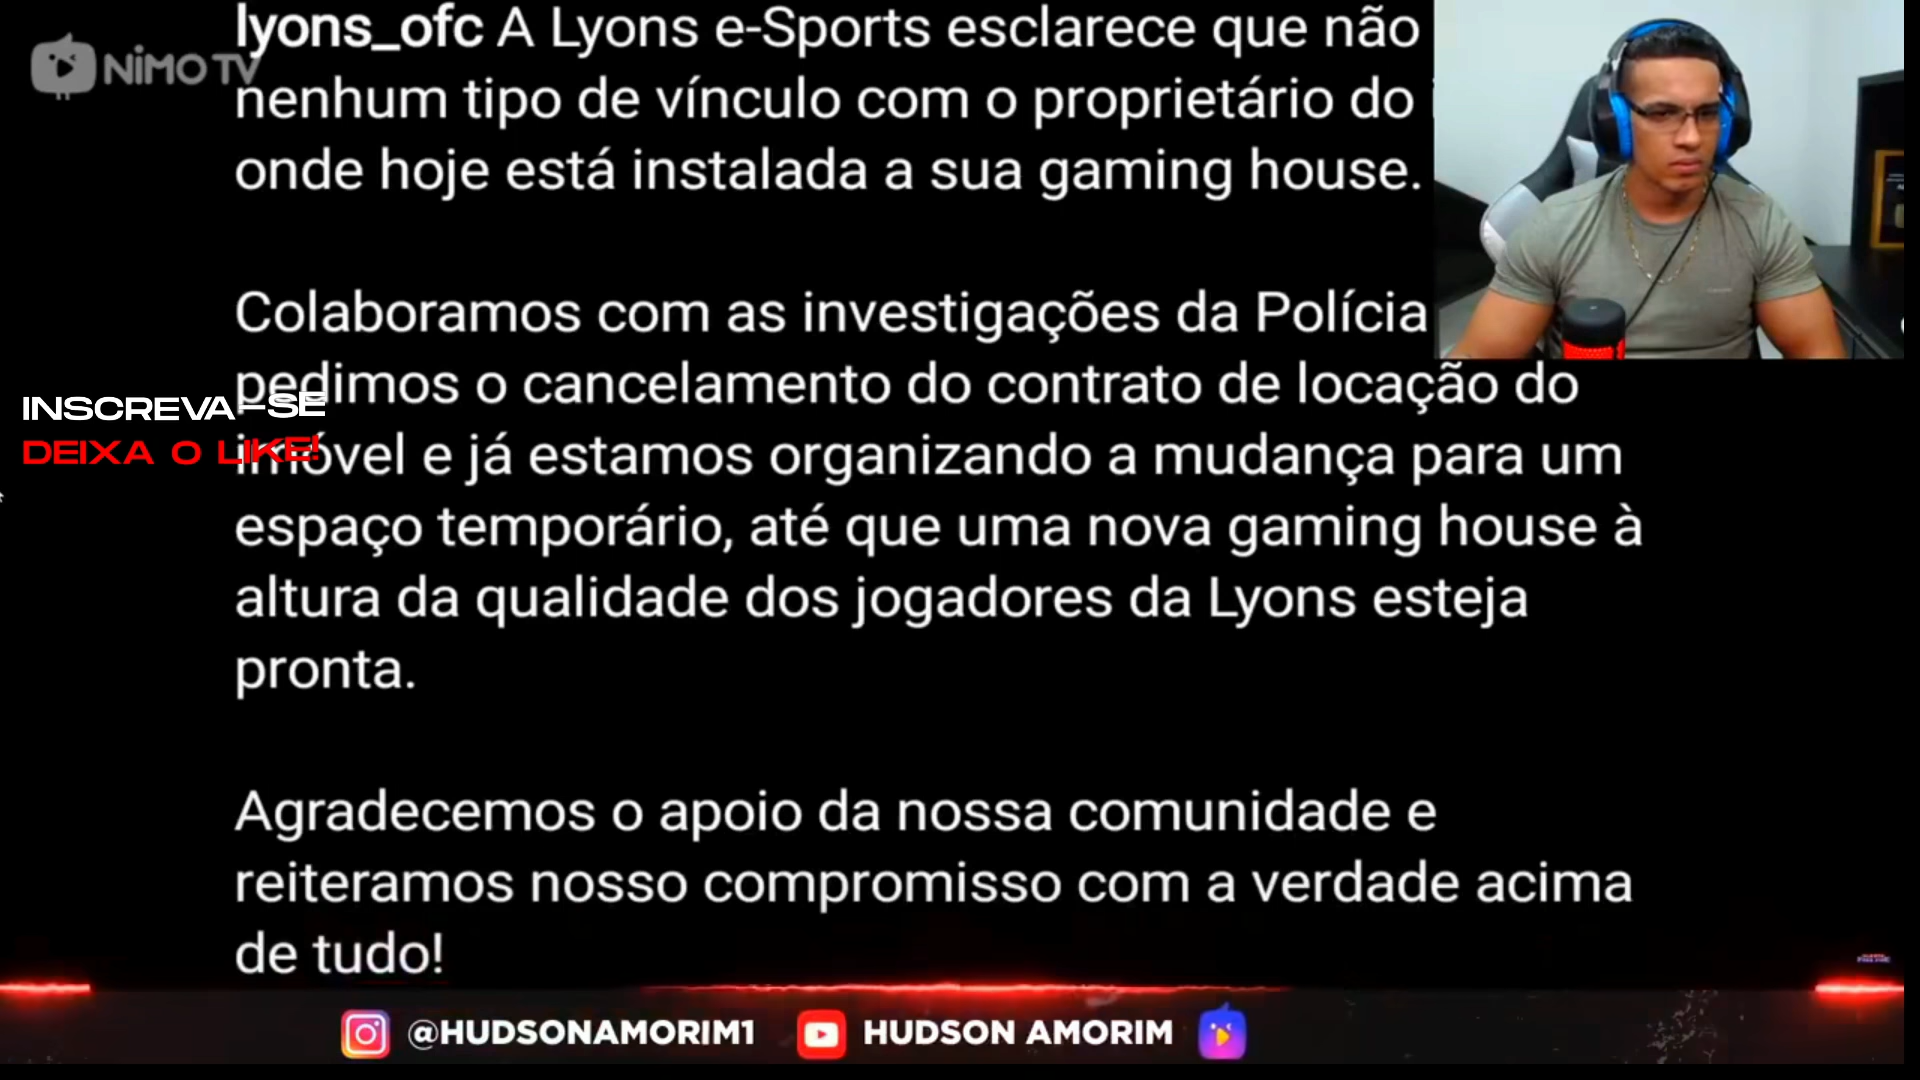 lyons_ofc A Lyons e-Sports esclarece que não
NIMO TV
nenhum tipo de vínculo com o proprietário do
onde hoje está instalada a sua gaming house.
Colaboramos com as investigações da Polícia
pedimos o cancelamento do contrato de locação do
INSCREVA-SE
DEIXA O LIKE!
imóvel e já estamos organizando a mudança para um
espaço temporário, até que uma nova gaming house à
altura da qualidade dos jogadores da Lyons esteja
pronta.
Agradecemos o apoio da nossa comunidade e
reiteramos nosso compromisso com a verdade acima
de tudo!
@HUDSONAMORIM1 HUDSON AMORIM